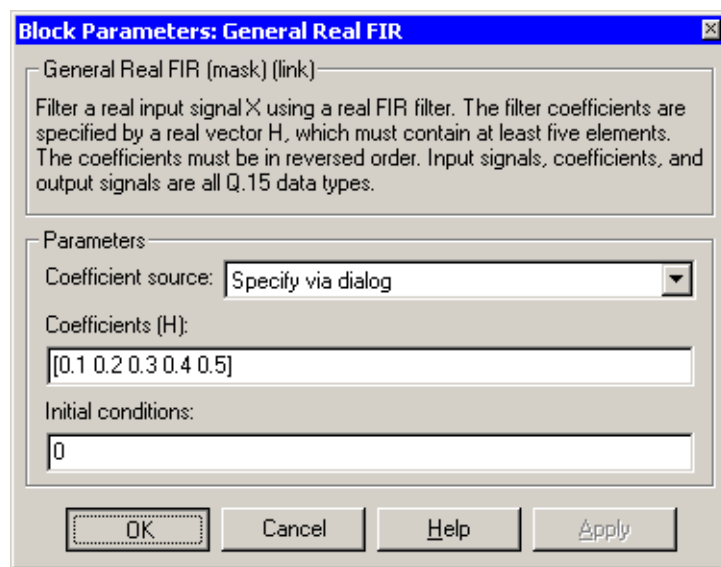 Block Parameters: General Real FIR
General Real FIR (mask) (link)
Filter a real input signal X using a real FIR filter. The filter coefficients are
specified by a real vector H, which must contain at least five elements.
The coefficients must be in reversed order. Input signals, coefficients, and
output signals are all Q.15 data types.
Parameters
Coefficient source: Specify via dialog
Coefficients (H):
[0.1 0.2 0.3 0.4 0.5]
Initial conditions:
0
OK Cancel Help Apply